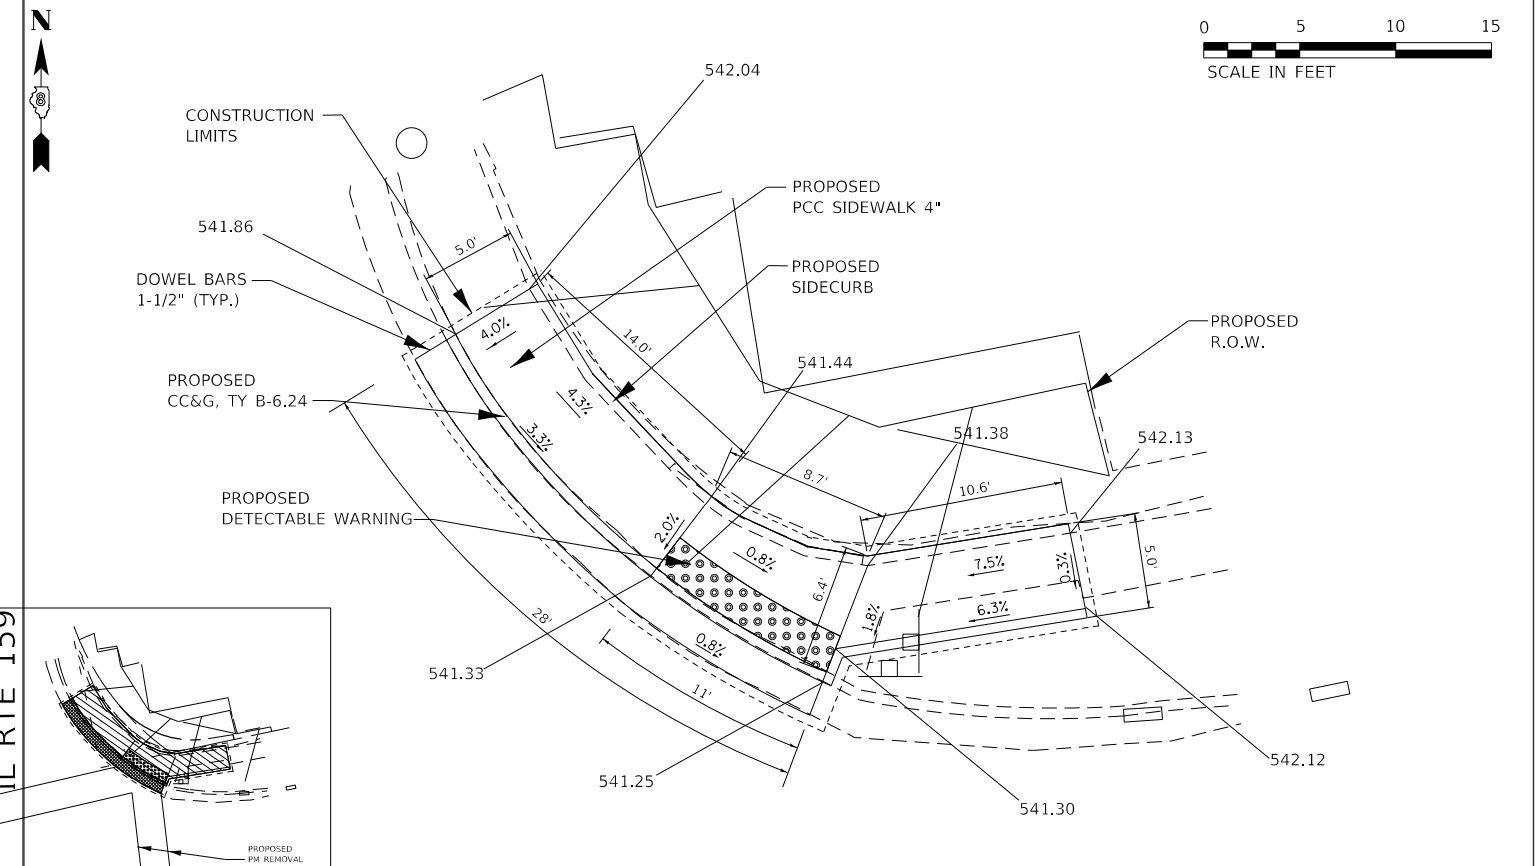 N
8
0 5 10 15
SCALE IN FEET
542.04
CONSTRUCTION
LIMITS
PROPOSED
PCC SIDEWALK 4"
541.86
5.0'
DOWEL BARS
1-1/2" (TYP.)
PROPOSED
SIDECURB
4.0%
14.0'
PROPOSED
R.O.W.
541.44
PROPOSED
CC&G, TY B-6.24
4.3%
3.3%
541.38
542.13
8.7'
10.6'
PROPOSED
DETECTABLE WARNING
2.0%
0.8%
7.5%
0.3%
5.0'
6.4'
1.8%
6.3%
28'
0.8%
541.33
11'
541.25
542.12
541.30
IL RTE 159
PROPOSED
PM REMOVAL